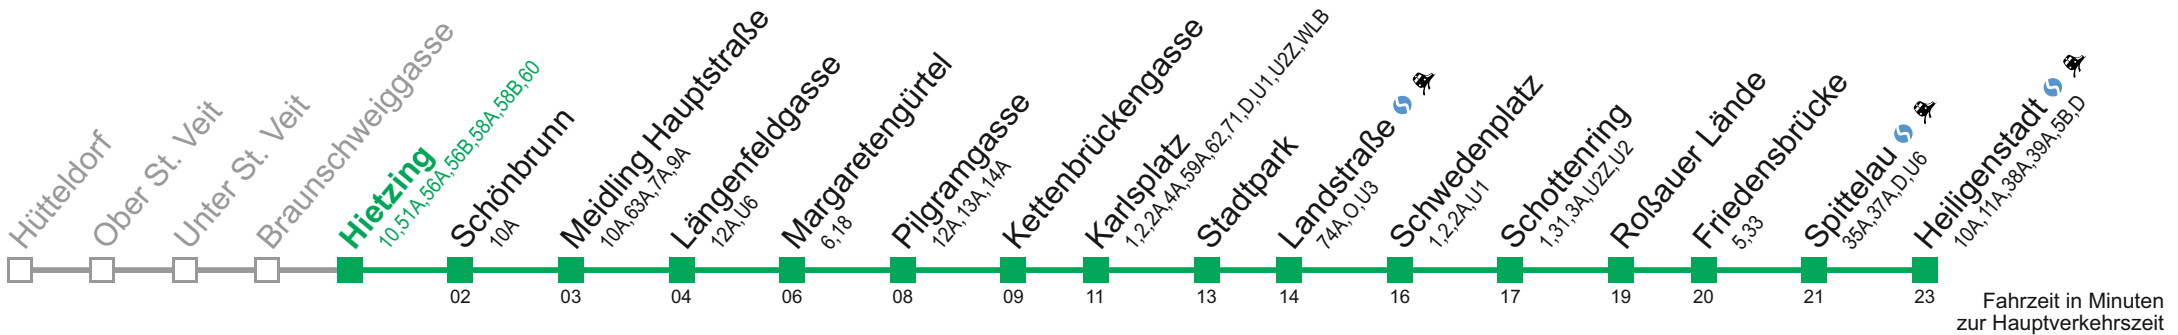 Hütteldorf
Ober St. Veit
Unter St. Veit
Braunschweiggasse
Hietzing
10,51A,56A,56B,58A,58B,60
Schönbrunn
10A
Meidling Hauptstraße
10A,63A,7A,9A
Längenfeldgasse
12A,U6
Margaretengürtel
6,18
Pilgramgasse
12A,13A,14A
Kettenbrückengasse
Karlsplatz
1,2,2A,4A,59A,62,71,D,U1,U2Z,WLB
Stadtpark
Landstraße
74A,O,U3
Schwedenplatz
1,2,2A,U1
Schottenring
1,31,3A,U2Z,U2
Roßauer Lände
Friedensbrücke
5,33
Spittelau
35A,37A,D,U6
Heiligenstadt
10A,11A,38A,39A,5B,D
02 03 04 06 08 09 11 13 14 16 17 19 20 21 23
Fahrzeit in Minuten
zur Hauptverkehrszeit